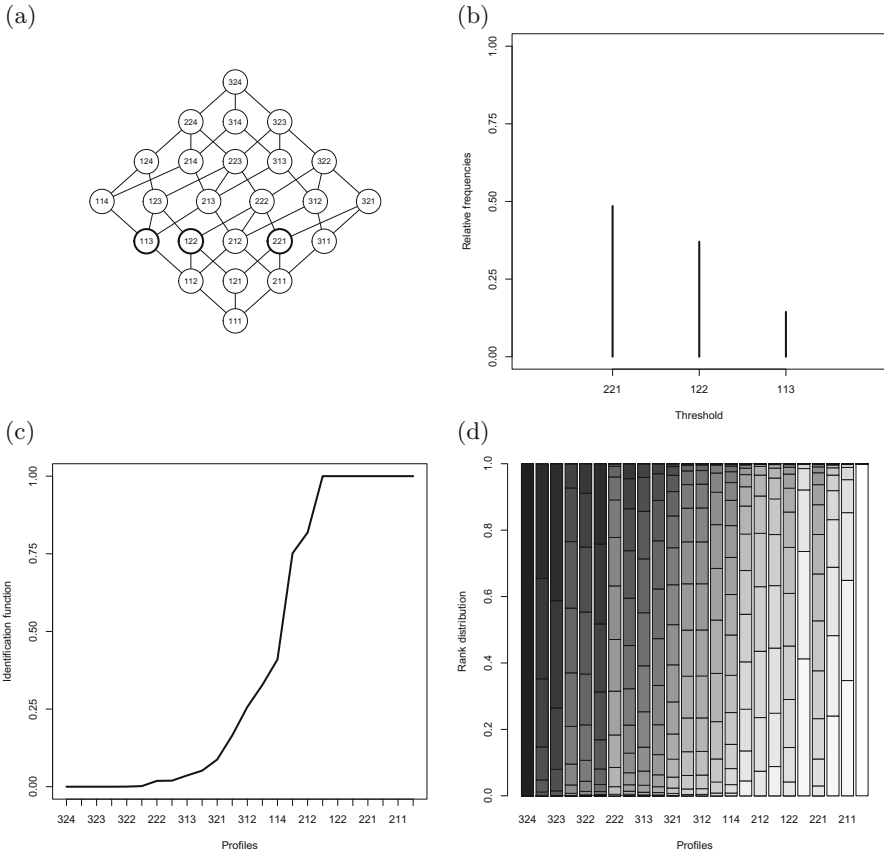 (a)
324
224 314 323
124 214 223 313 322
114 123 213 222 312 321
113 122 212 221 311
112 121 211
111
(b)
1.00
0.75
0.50
0.25
0.00
Relative frequencies
221 122 113
Threshold
(c)
1.00
0.75
0.50
0.25
0.00
Identification function
324 323 322 222 313 321 312 114 212 122 221 211
Profiles
(d)
1.0
0.8
0.6
0.4
0.2
0.0
Rank distribution
324 323 322 222 313 321 312 114 212 122 221 211
Profiles